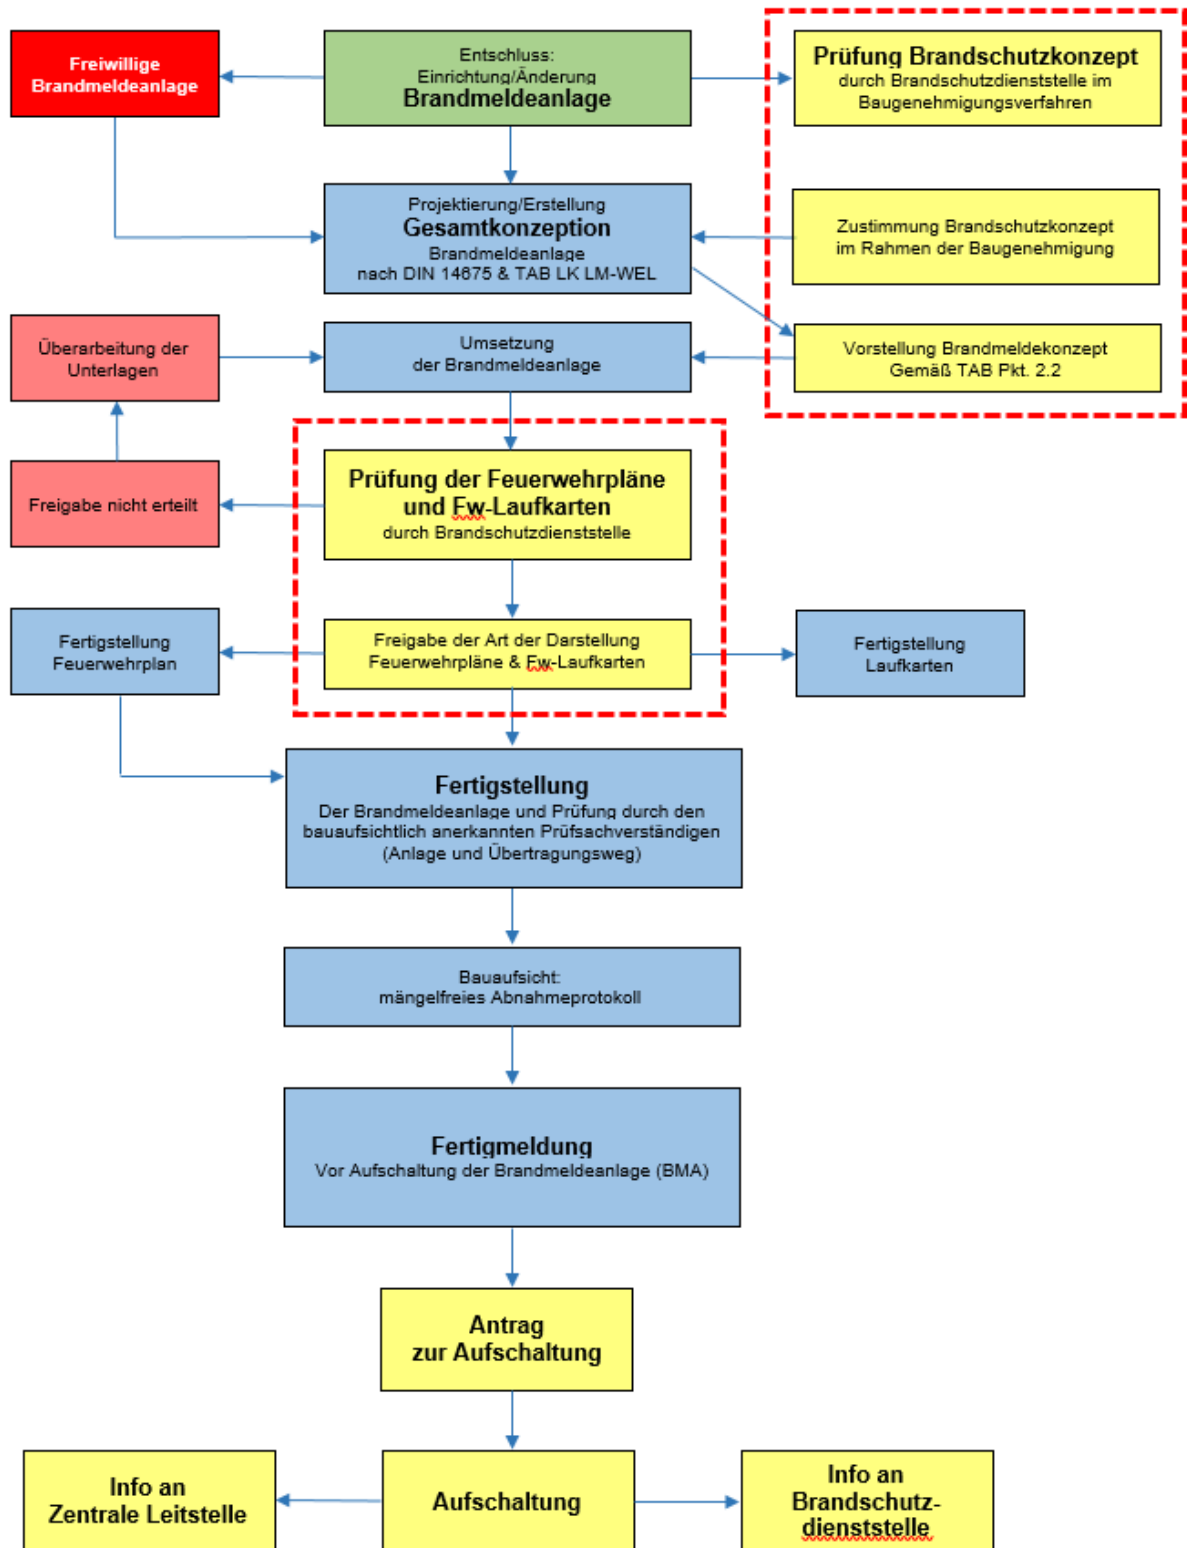 Freiwillige
Brandmeldeanlage
Entschluss:
Einrichtung/Änderung
Brandmeldeanlage
Prüfung Brandschutzkonzept
durch Brandschutzdienststelle im
Baugenehmigungsverfahren
Projektierung/Erstellung
Gesamtkonzeption
Brandmeldeanlage
nach DIN 14675 & TAB LK LM-WEL
Zustimmung Brandschutzkonzept
im Rahmen der Baugenehmigung
Überarbeitung der
Unterlagen
Umsetzung
der Brandmeldeanlage
Vorstellung Brandmeldekonzept
Gemäß TAB Pkt. 2.2
Freigabe nicht erteilt
Prüfung der Feuerwehrpläne
und Fw-Laufkarten
durch Brandschutzdienststelle
Fertigstellung
Feuerwehrplan
Freigabe der Art der Darstellung
Feuerwehrpläne & Fw-Laufkarten
Fertigstellung
Laufkarten
Fertigstellung
Der Brandmeldeanlage und Prüfung durch den
bauaufsichtlich anerkannten Prüfsachverständigen
(Anlage und Übertragungsweg)
Bauaufsicht:
mängelfreies Abnahmeprotokoll
Fertigmeldung
Vor Aufschaltung der Brandmeldeanlage (BMA)
Antrag
zur Aufschaltung
Info an
Zentrale Leitstelle
Aufschaltung
Info an
Brandschutz-
dienststelle